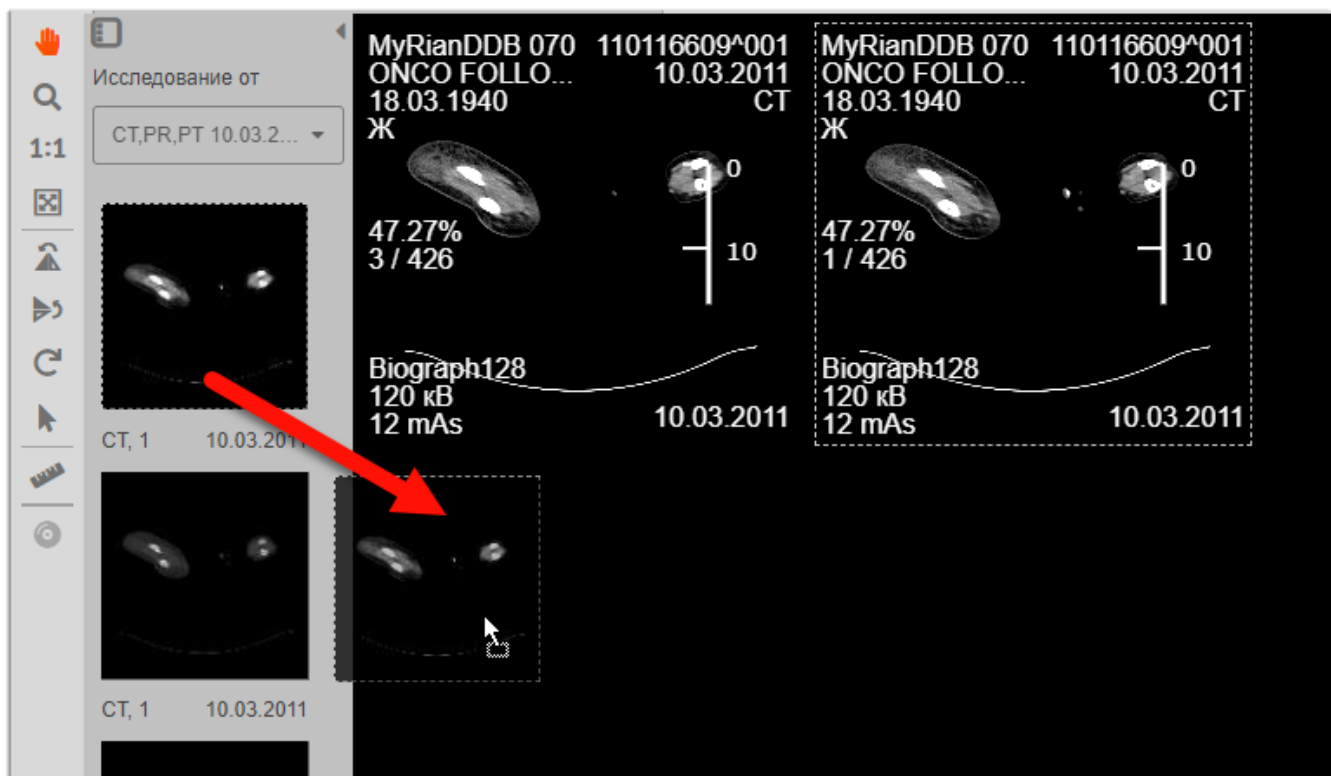 1:1
Исследование от
CT,PR,PT 10.03.2...
CT, 1 10.03.2011
CT, 1 10.03.2011
MyRianDDB 070 110116609^001
ONCO FOLLO... 10.03.2011
18.03.1940 CT
Ж
0
47.27%
3 / 426
10
Biograph128
120 кВ
12 mAs 10.03.2011
MyRianDDB 070 110116609^001
ONCO FOLLO... 10.03.2011
18.03.1940 CT
Ж
0
47.27%
1 / 426
10
Biograph128
120 кВ
12 mAs 10.03.2011